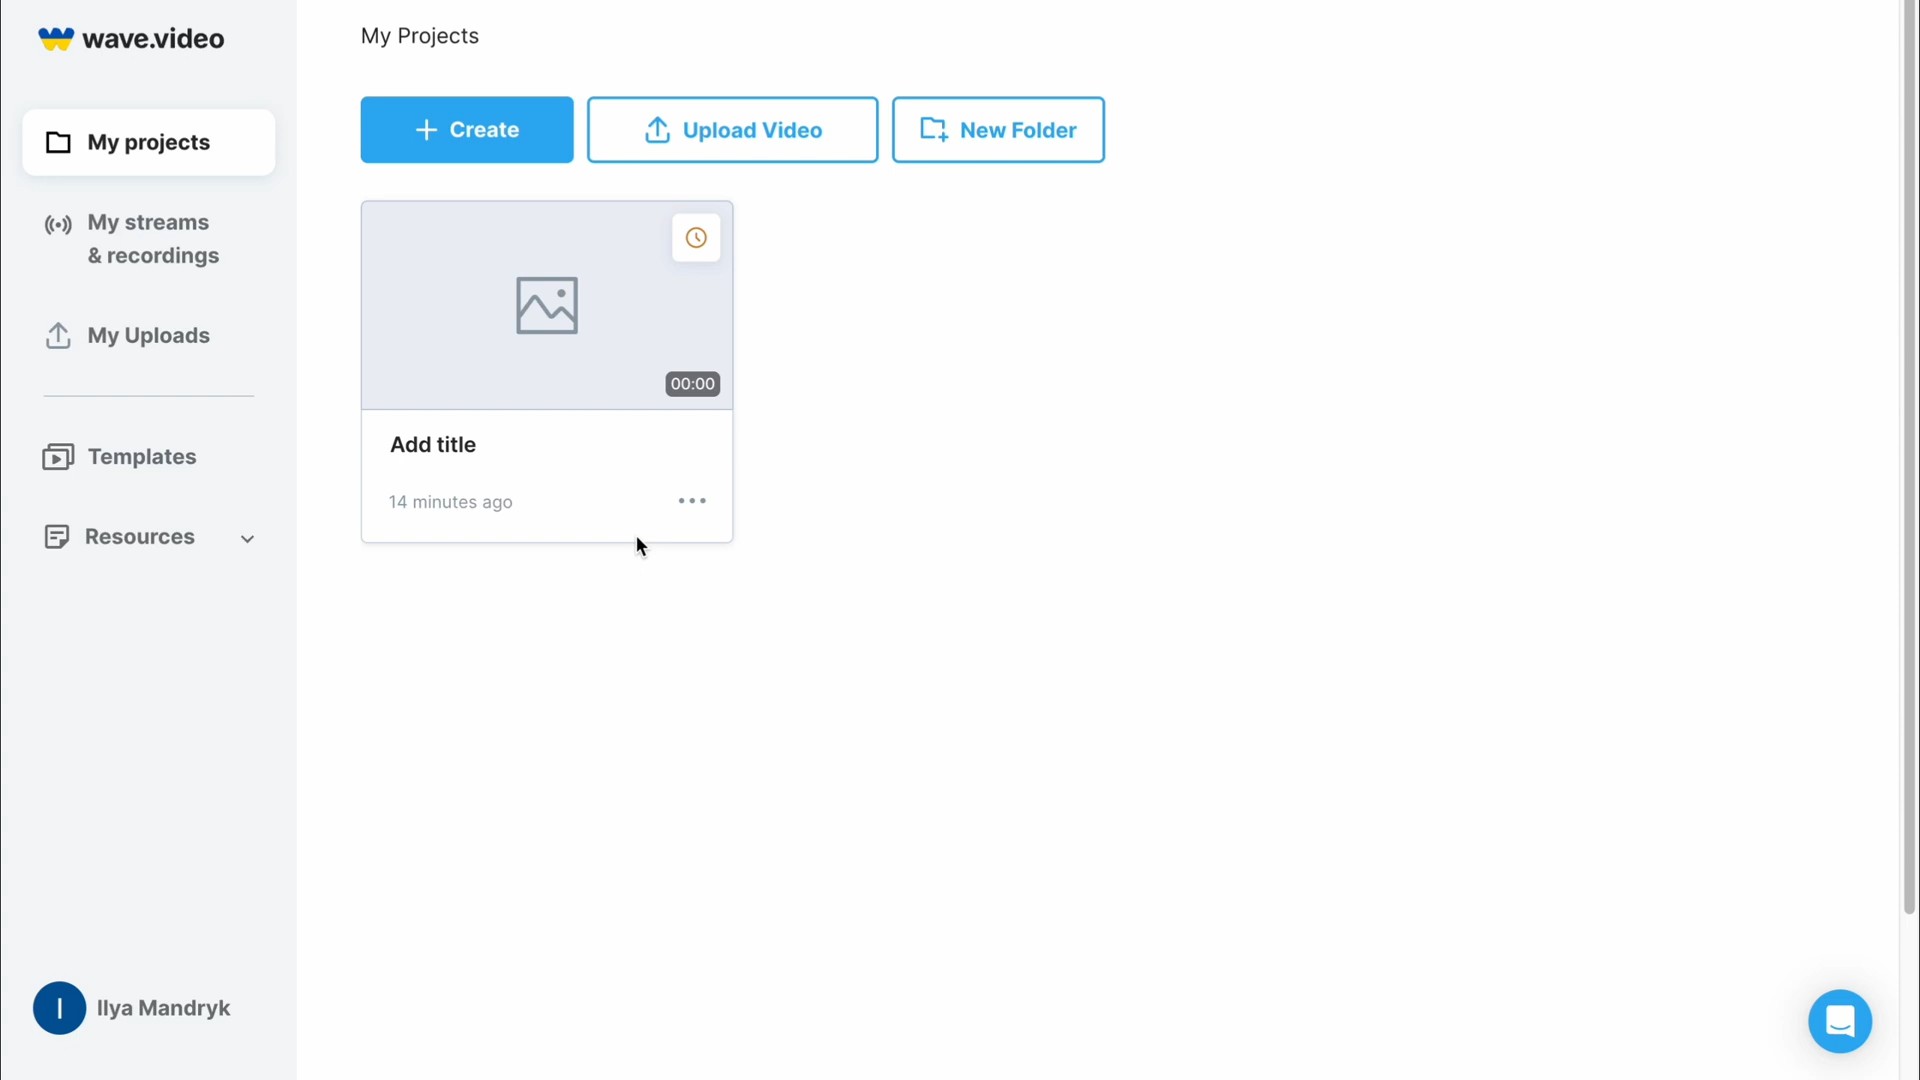 wave.video
My projects
My streams
& recordings
My Uploads
Templates
Resources
I
Ilya Mandryk
My Projects
Create
Upload Video
New Folder
00:00
Add title
14 minutes ago